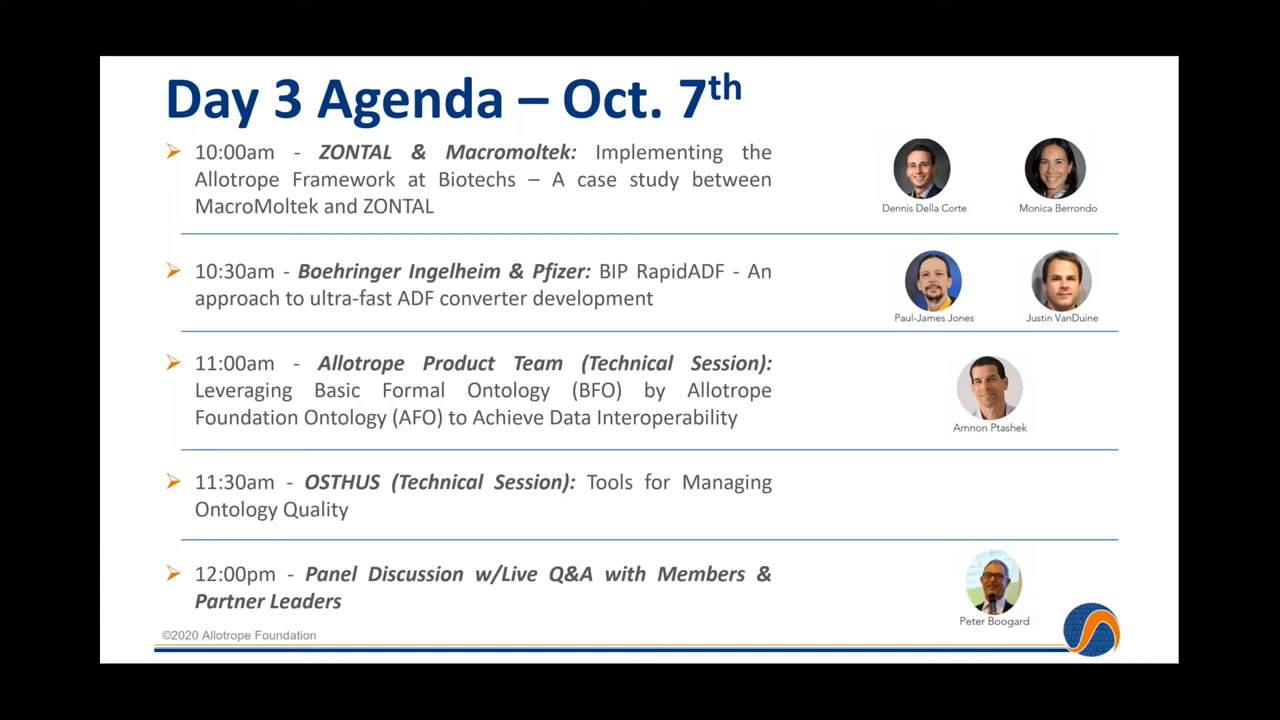 Day 3 Agenda – Oct. 7th
10:00am - ZONTAL & Macromoltek: Implementing the
Allotrope Framework at Biotechs – A case study between
MacroMoltek and ZONTAL
Dennis Della Corte
Monica Berrondo
10:30am - Boehringer Ingelheim & Pfizer: BIP RapidADF - An
approach to ultra-fast ADF converter development
Paul-James Jones
Justin VanDuine
11:00am - Allotrope Product Team (Technical Session):
Leveraging Basic Formal Ontology (BFO) by Allotrope
Foundation Ontology (AFO) to Achieve Data Interoperability
Amnon Ptashek
11:30am - OSTHUS (Technical Session): Tools for Managing
Ontology Quality
12:00pm - Panel Discussion w/Live Q&A with Members &
Partner Leaders
Peter Boogard
©2020 Allotrope Foundation